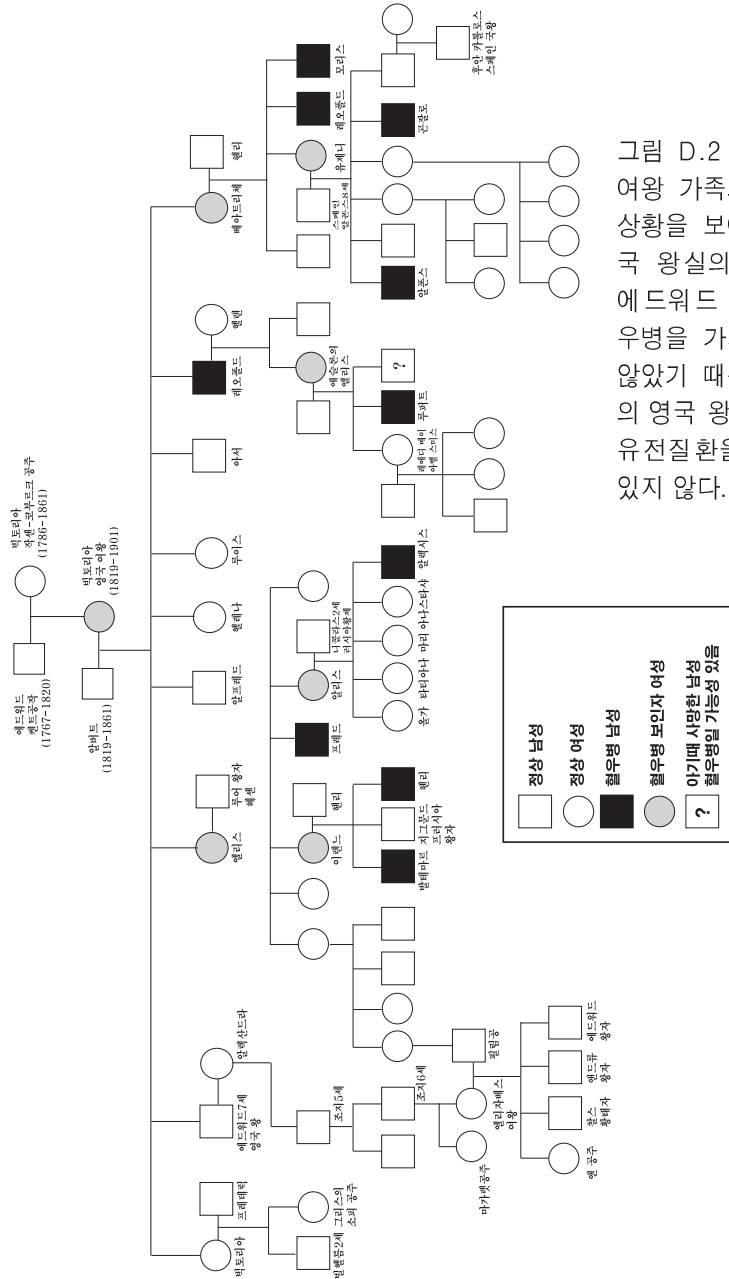 에드워드
켄트공작
(1767-1820)
빅토리아
작센-코부르크 공주
(1786-1861)
알버트
(1819-1861)
빅토리아
영국 여왕
(1819-1901)
빅토리아
프레데릭
에드워드7세
영국 왕
알렉산드라
앨리스
루이 왕자
헤센
알프레드
헬레나
루이스
아서
레오폴드
헬렌
베아트리체
헨리
빌헬름2세
그리스의
소피 공주
조지5세
이렌느
헨리
프레드
알리스
니콜라스2세
러시아황제
애슬론의
앨리스
스페인
알폰스8세
유제니
레오폴드
모리스
조지6세
발데마르
지그문드
프러시아
왕자
헨리
올가
타티아나
마리
아나스타샤
알렉시스
레이디 메이
아벨 스미스
루퍼트
?
알폰스
곤잘로
마가렛공주
엘리자베스
여왕
필립공
후안 카를로스
스페인 국왕
앤 공주
찰스
황태자
앤드류
왕자
에드워드
왕자
정상 남성
정상 여성
혈우병 남성
혈우병 보인자 여성
?
아기때 사망한 남성
혈우병일 가능성 있음
그림 D.2
여왕 가족
상황을 보
국 왕실의
에드워드
우병을 가
않았기 때
의 영국 왕
유전질환을
있지 않다.